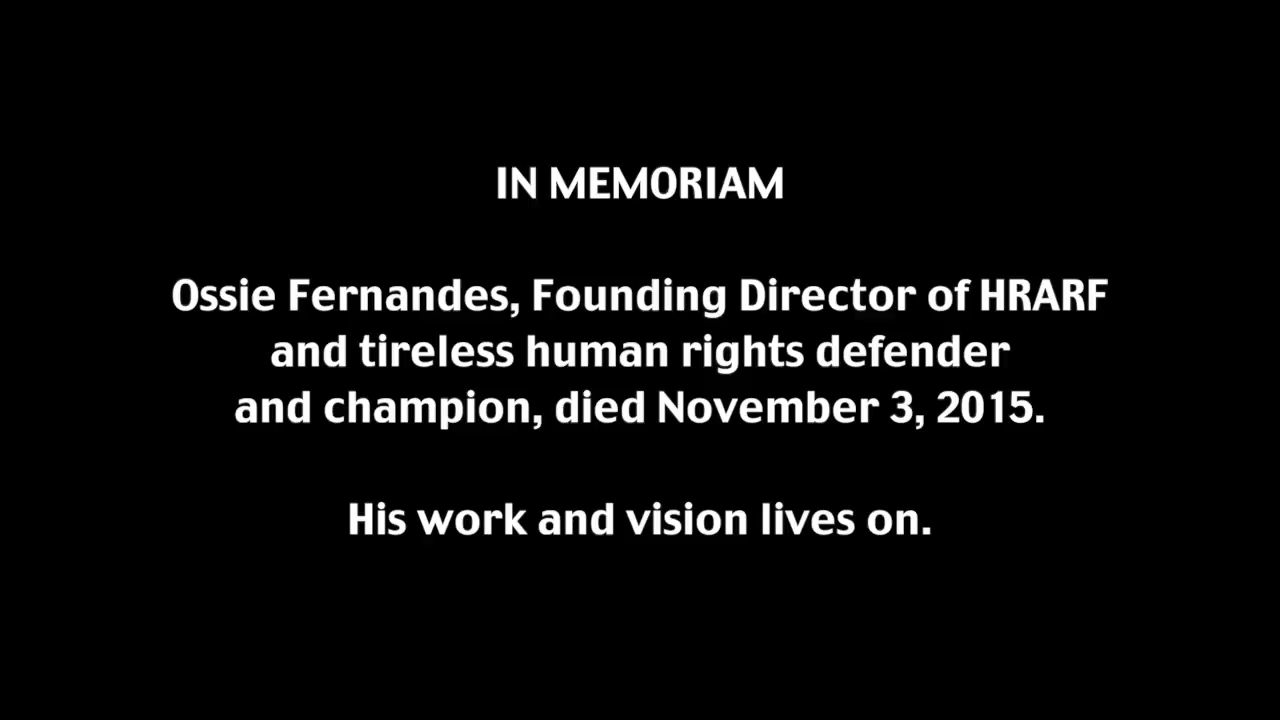 IN MEMORIAM
Ossie Fernandes, Founding Director of HRARF
and tireless human rights defender
and champion, died November 3, 2015.
His work and vision lives on.